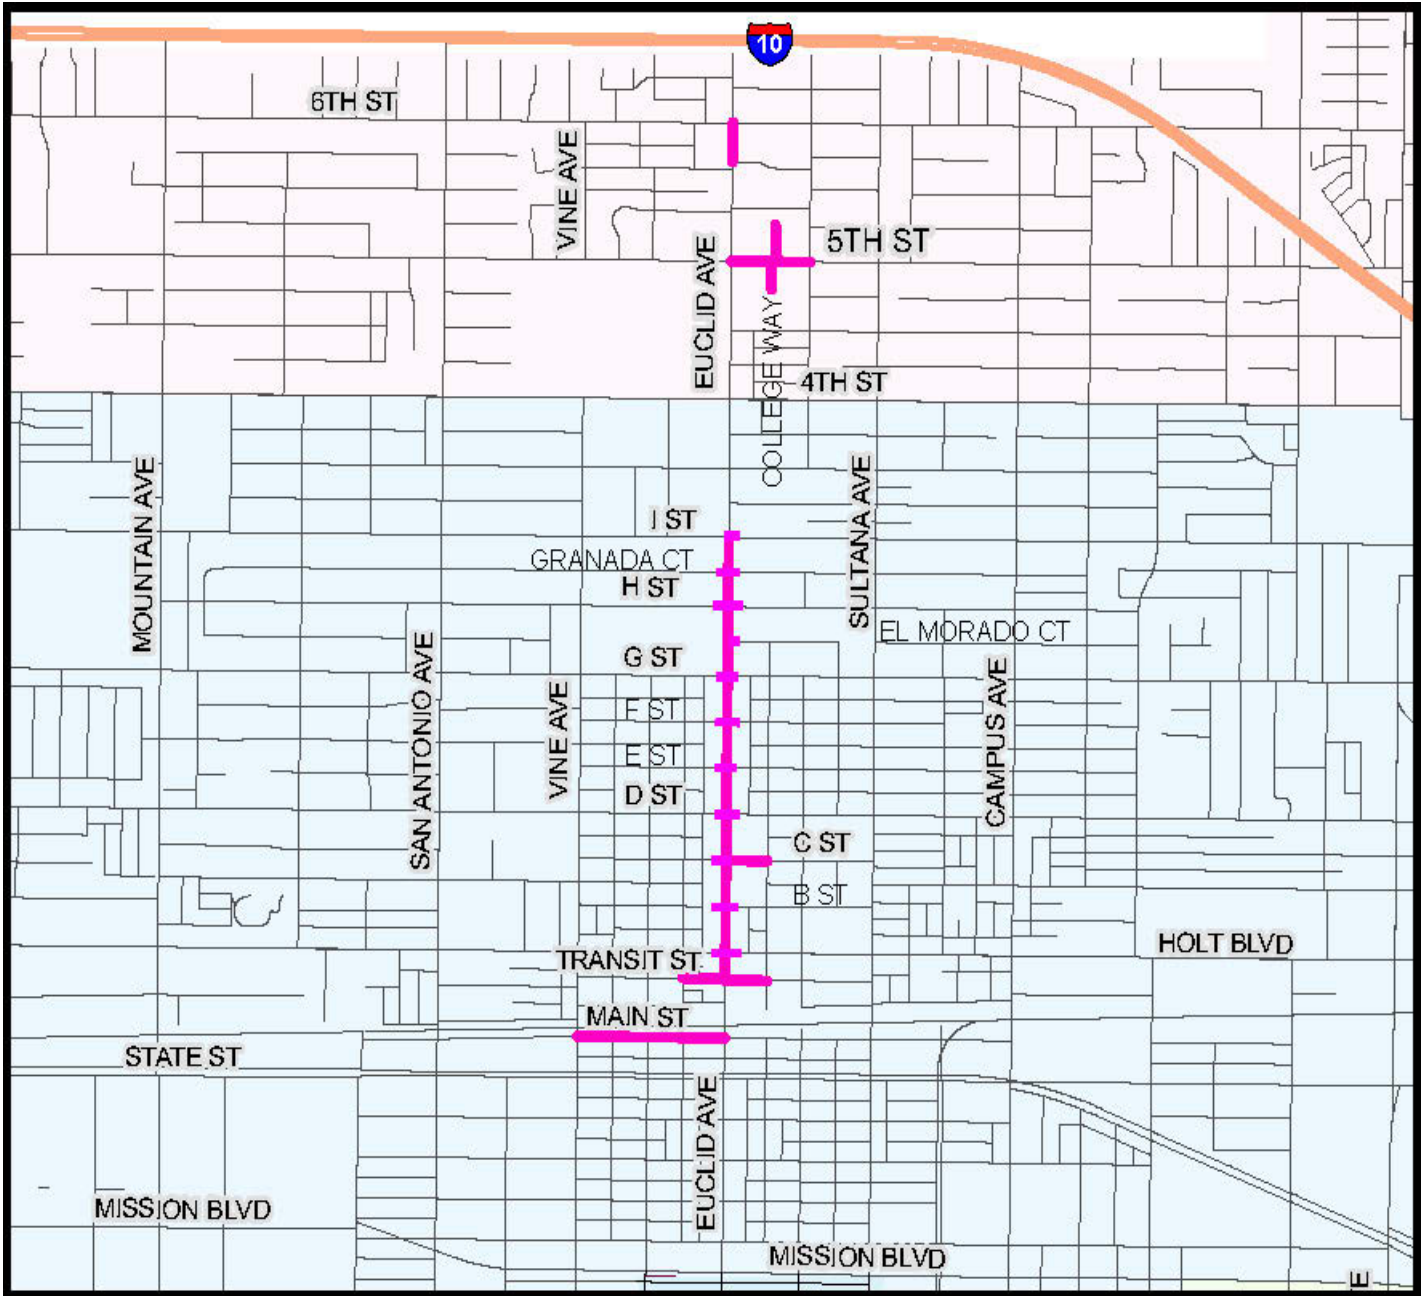 10
6TH ST
VINE AVE
5TH ST
EUCLID AVE
COLLEGE WAY
4TH ST
MOUNTAIN AVE
SULTANA AVE
I ST
GRANADA CT
H ST
EL MORADO CT
SAN ANTONIO AVE
G ST
CAMPUS AVE
VINE AVE
F ST
E ST
D ST
C ST
B ST
HOLT BLVD
TRANSIT ST
MAIN ST
STATE ST
EUCLID AVE
MISSION BLVD
MISSION BLVD
E